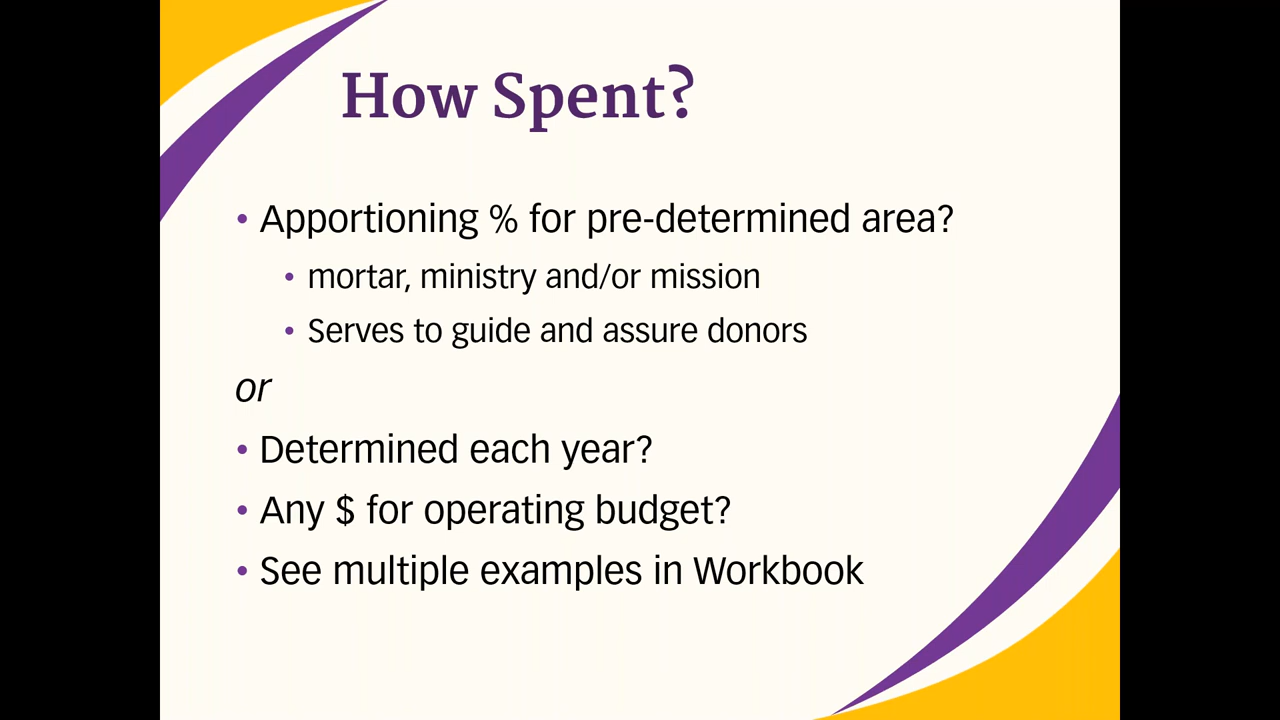 How Spent?
• Apportioning % for pre-determined area?
• mortar, ministry and/or mission
• Serves to guide and assure donors
or
• Determined each year?
• Any $ for operating budget?
• See multiple examples in Workbook